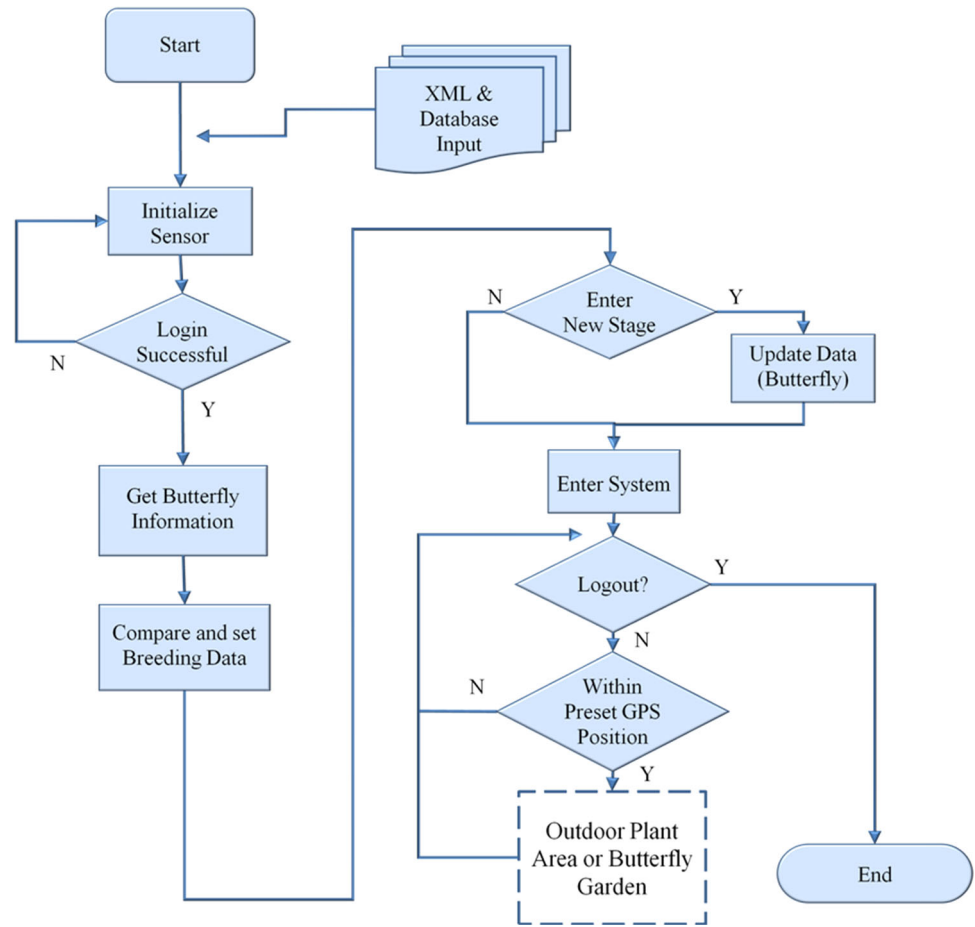 Start
XML &
Database
Input
Initialize
Sensor
Login
Successful
N
Y
Get Butterfly
Information
Compare and set
Breeding Data
Enter
New Stage
N
Y
Update Data
(Butterfly)
Enter System
Logout?
Y
N
Within
Preset GPS
Position
N
Y
Outdoor Plant
Area or Butterfly
Garden
End